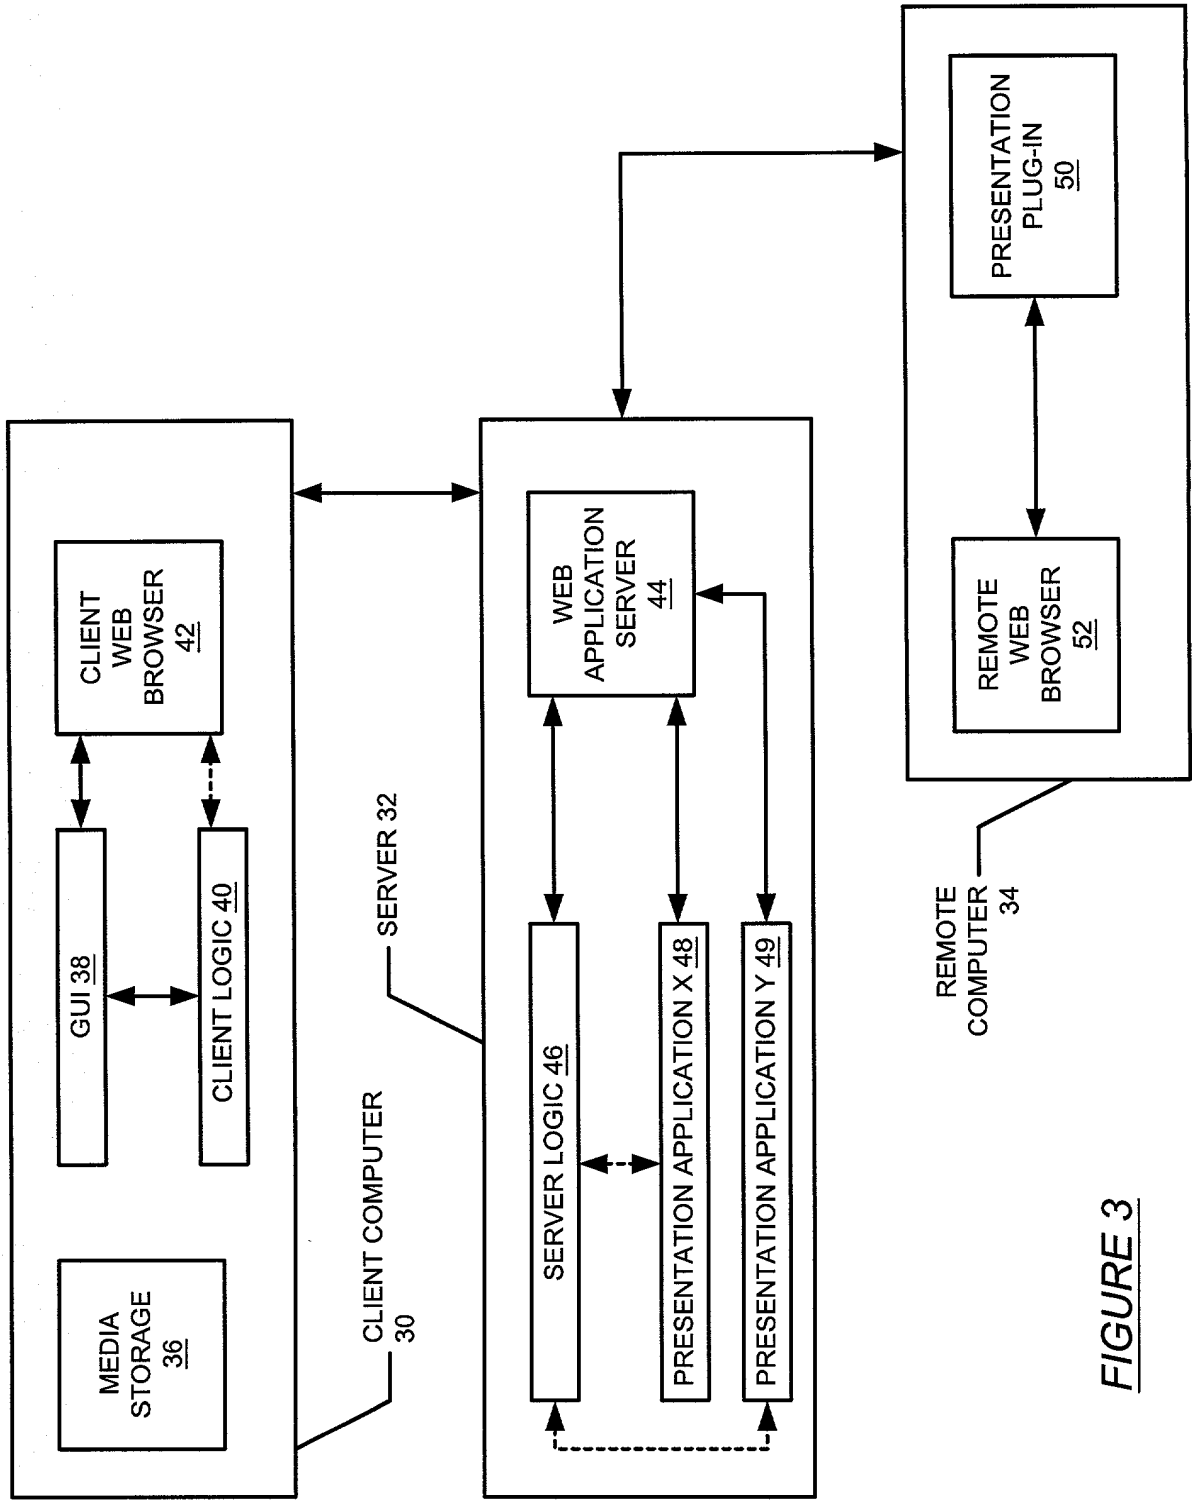 MEDIA
STORAGE
36
GUI 38
CLIENT LOGIC 40
CLIENT
WEB
BROWSER
42
CLIENT COMPUTER
30
SERVER 32
SERVER LOGIC 46
PRESENTATION APPLICATION X 48
PRESENTATION APPLICATION Y 49
WEB
APPLICATION
SERVER
44
REMOTE
COMPUTER
34
REMOTE
WEB
BROWSER
52
PRESENTATION
PLUG-IN
50
FIGURE 3